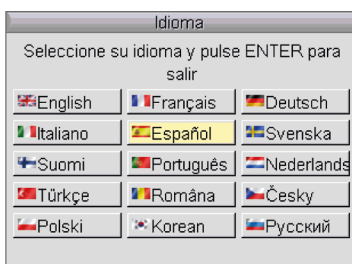 Idioma
Seleccione su idioma y pulse ENTER para
salir
English Français Deutsch
Italiano Español Svenska
Suomi Português Nederlands
Türkçe Româna Česky
Polski Korean Русский